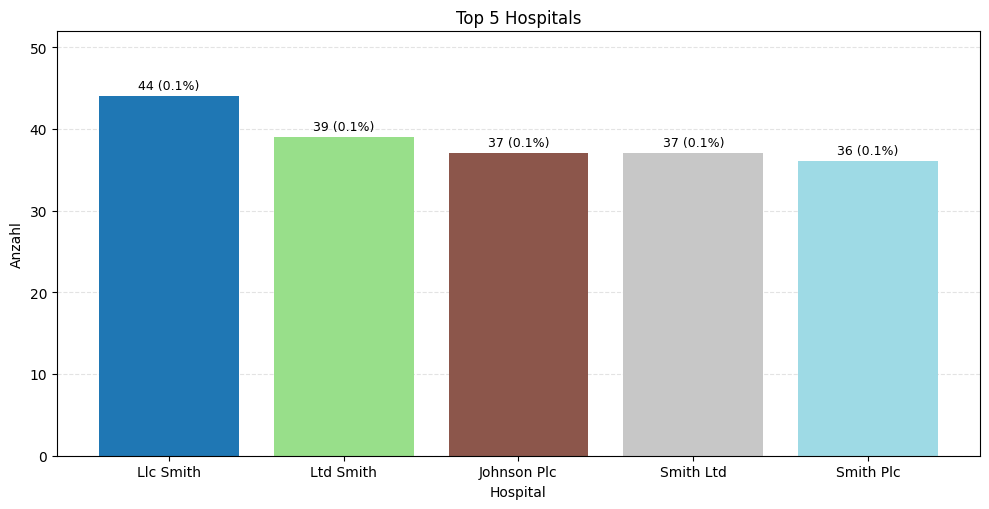 Top 5 Hospitals
50
40
30
20
10
0
Anzahl
44 (0.1%)
39 (0.1%)
37 (0.1%)
37 (0.1%)
36 (0.1%)
Llc Smith
Ltd Smith
Johnson Plc
Smith Ltd
Smith Plc
Hospital